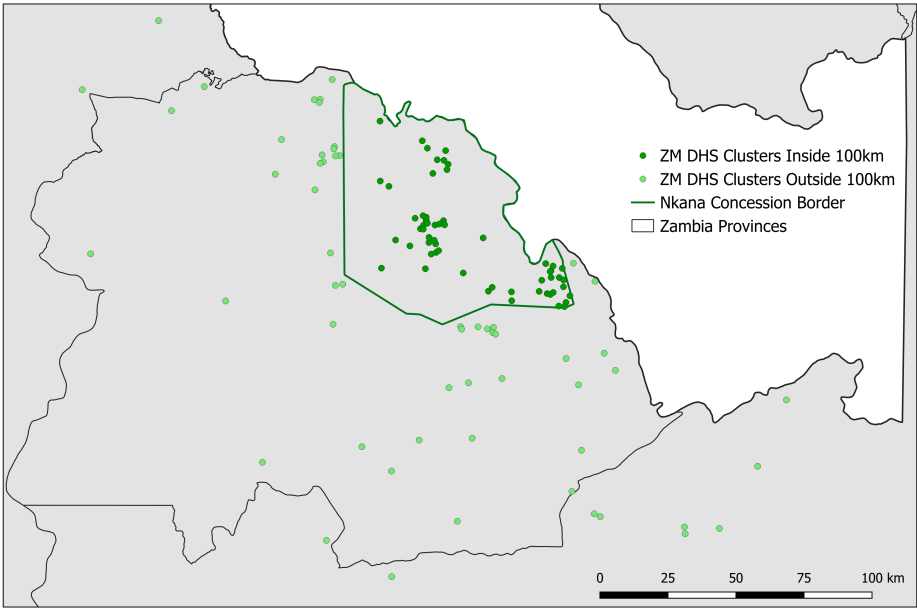 ZM DHS Clusters Inside 100km
ZM DHS Clusters Outside 100km
Nkana Concession Border
Zambia Provinces
0 25 50 75 100 km